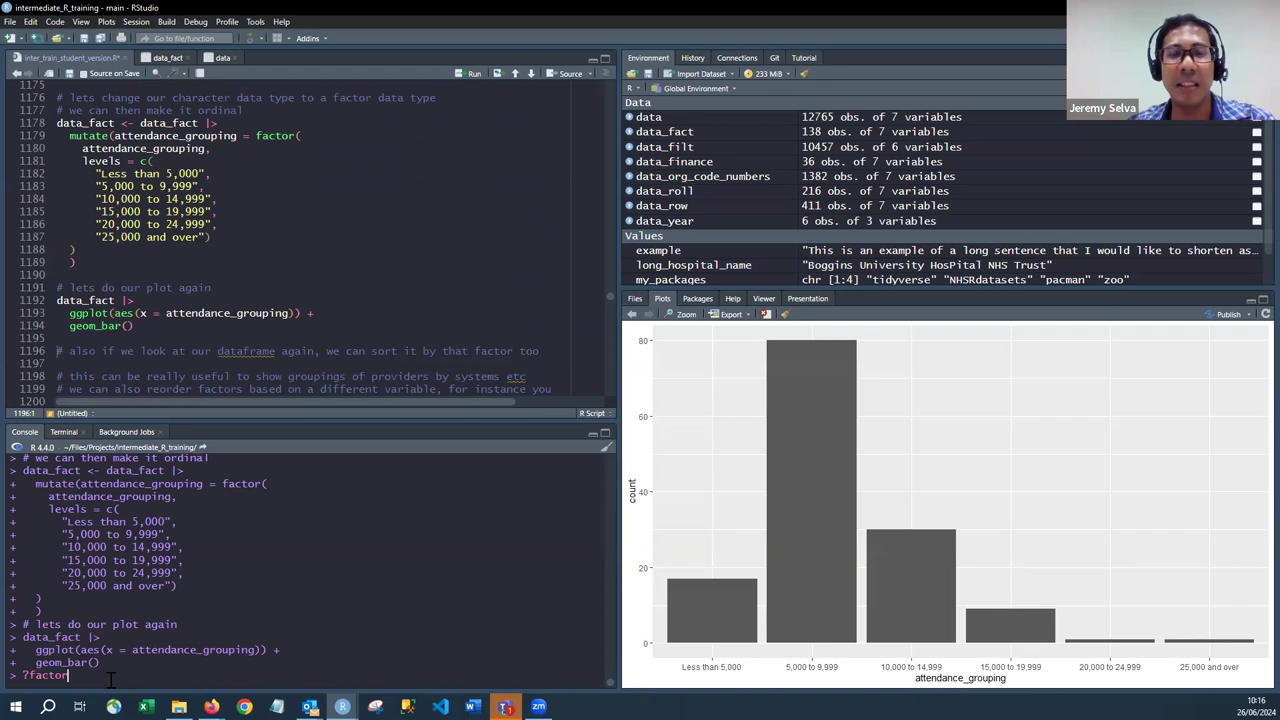 intermediate_R_training - main - RStudio
File Edit Code View Plots Session Build Debug Profile Tools Help
Go to file/function Addins
inter_train_student_version.R* data_fact data
Source on Save Run Source
1175
1176 # lets change our character data type to a factor data type
1177 # we can then make it ordinal
1178 data_fact <- data_fact |>
1179 mutate(attendance_grouping = factor(
1180 attendance_grouping,
1181 levels = c(
1182 "Less than 5,000",
1183 "5,000 to 9,999",
1184 "10,000 to 14,999",
1185 "15,000 to 19,999",
1186 "20,000 to 24,999",
1187 "25,000 and over")
1188 )
1189 )
1190
1191 # lets do our plot again
1192 data_fact |>
1193 ggplot(aes(x = attendance_grouping)) +
1194 geom_bar()
1195
1196 # also if we look at our dataframe again, we can sort it by that factor too
1197
1198 # this can be really useful to show groupings of providers by systems etc
1199 # we can also reorder factors based on a different variable, for instance you
1200
1196:1 (Untitled) R Script
Console Terminal Background Jobs
R 4.4.0 · ~/Files/Projects/intermediate_R_training/
> # we can then make it ordinal
> data_fact <- data_fact |>
+ mutate(attendance_grouping = factor(
+ attendance_grouping,
+ levels = c(
+ "Less than 5,000",
+ "5,000 to 9,999",
+ "10,000 to 14,999",
+ "15,000 to 19,999",
+ "20,000 to 24,999",
+ "25,000 and over")
+ )
+ )
> # lets do our plot again
> data_fact |>
+ ggplot(aes(x = attendance_grouping)) +
+ geom_bar()
> ?factor
Environment History Connections Git Tutorial
Import Dataset 233 MiB
R Global Environment
Data
data 12765 obs. of 7 variables
data_fact 138 obs. of 7 variables
data_filt 10457 obs. of 6 variables
data_finance 36 obs. of 7 variables
data_org_code_numbers 1382 obs. of 7 variables
data_roll 216 obs. of 7 variables
data_row 411 obs. of 7 variables
data_year 6 obs. of 3 variables
Values
example "This is an example of a long sentence that I would like to shorten as…
long_hospital_name "Boggins University HosPital NHS Trust"
my_packages chr [1:4] "tidyverse" "NHSRdatasets" "pacman" "zoo"
Files Plots Packages Help Viewer Presentation
Zoom Export Publish
80
60
40
20
0
count
Less than 5,000 5,000 to 9,999 10,000 to 14,999 15,000 to 19,999 20,000 to 24,999 25,000 and over
attendance_grouping
Jeremy Selva
10:16
26/06/2024